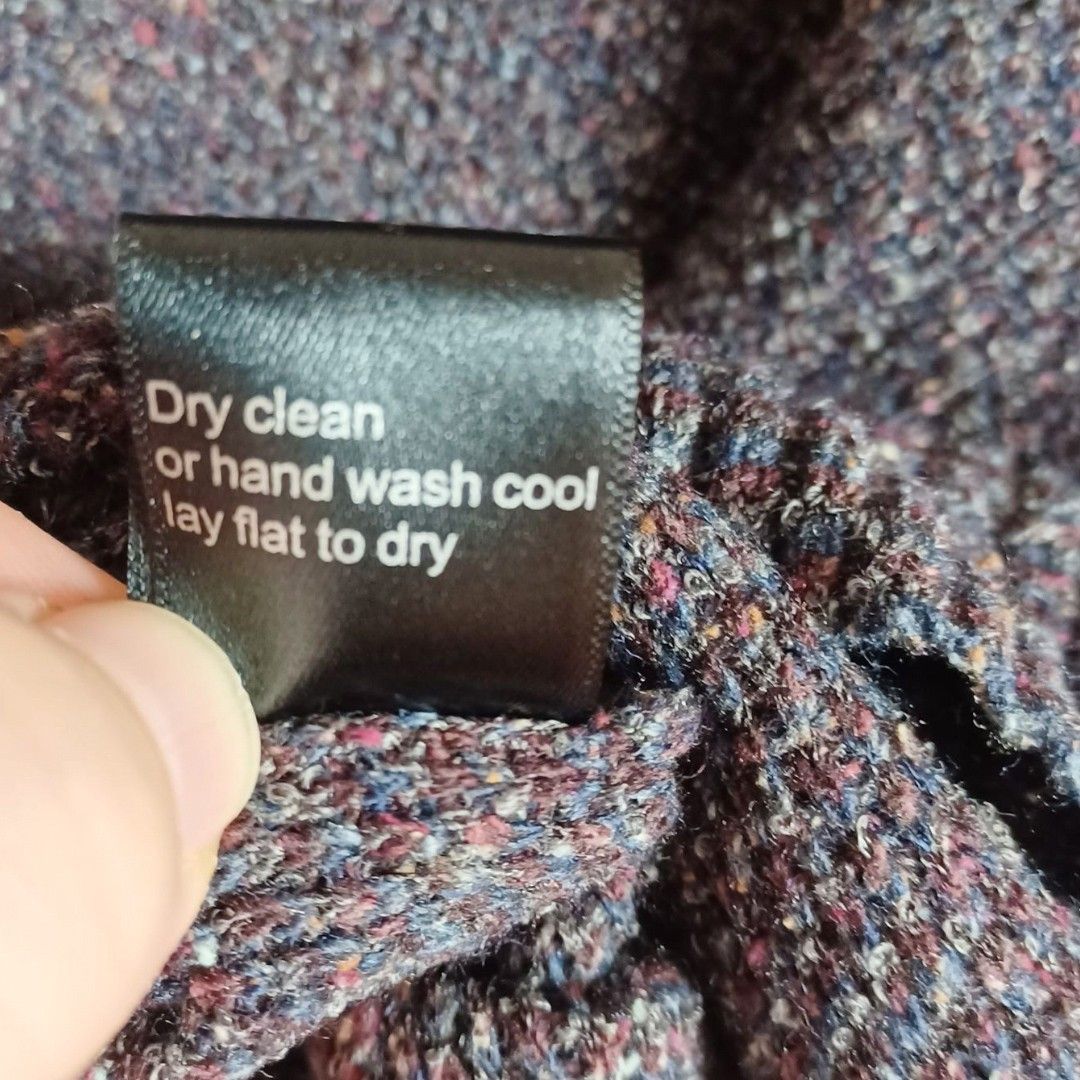 Dry clean
or hand wash cool
lay flat to dry